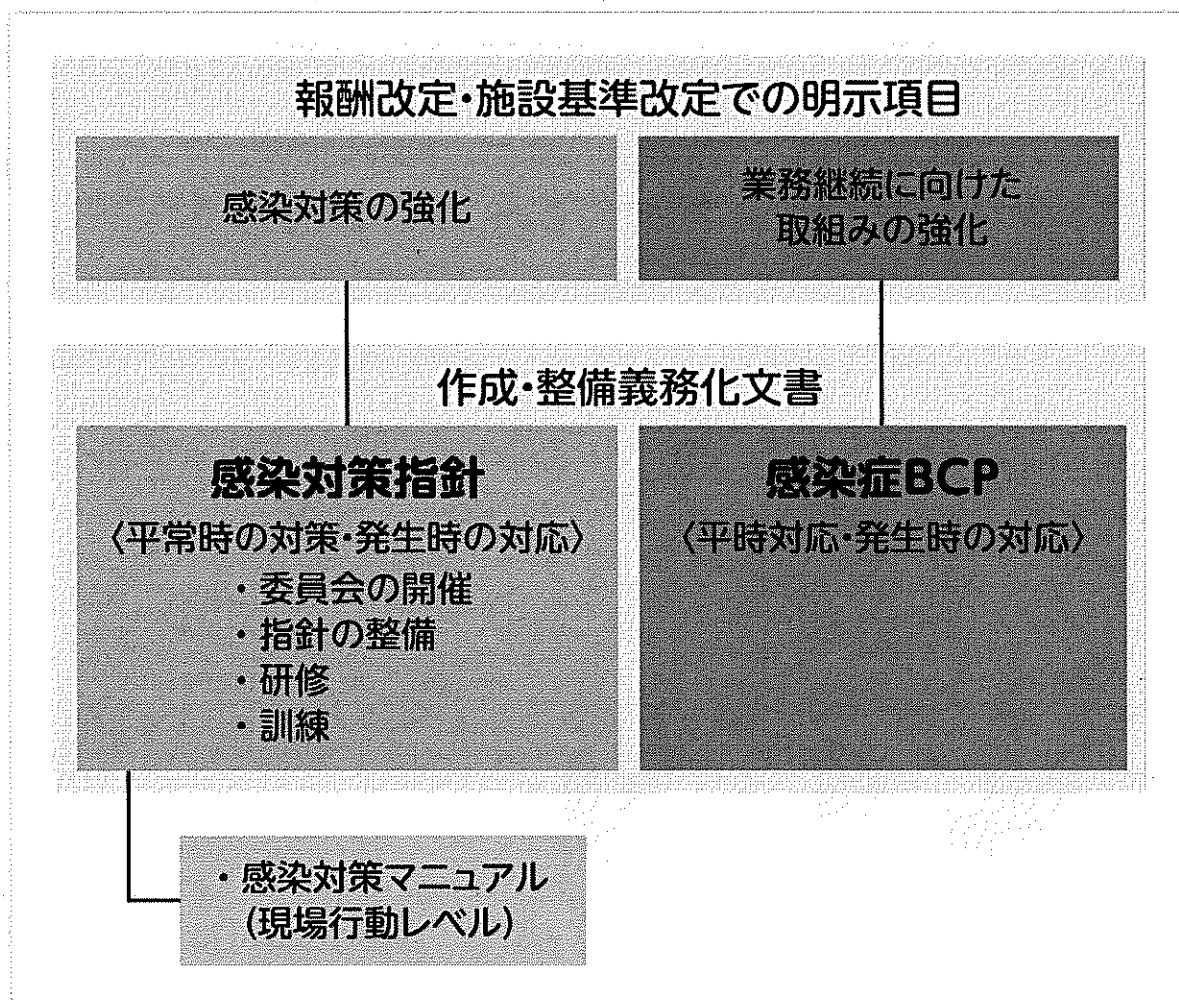 報酬改定・施設基準改定での明示項目
感染対策の強化
業務継続に向けた
取組みの強化
作成・整備義務化文書
感染対策指針
〈平常時の対策・発生時の対応〉
・委員会の開催
・指針の整備
・研修
・訓練
感染症BCP
〈平時対応・発生時の対応〉
・感染対策マニュアル
(現場行動レベル)